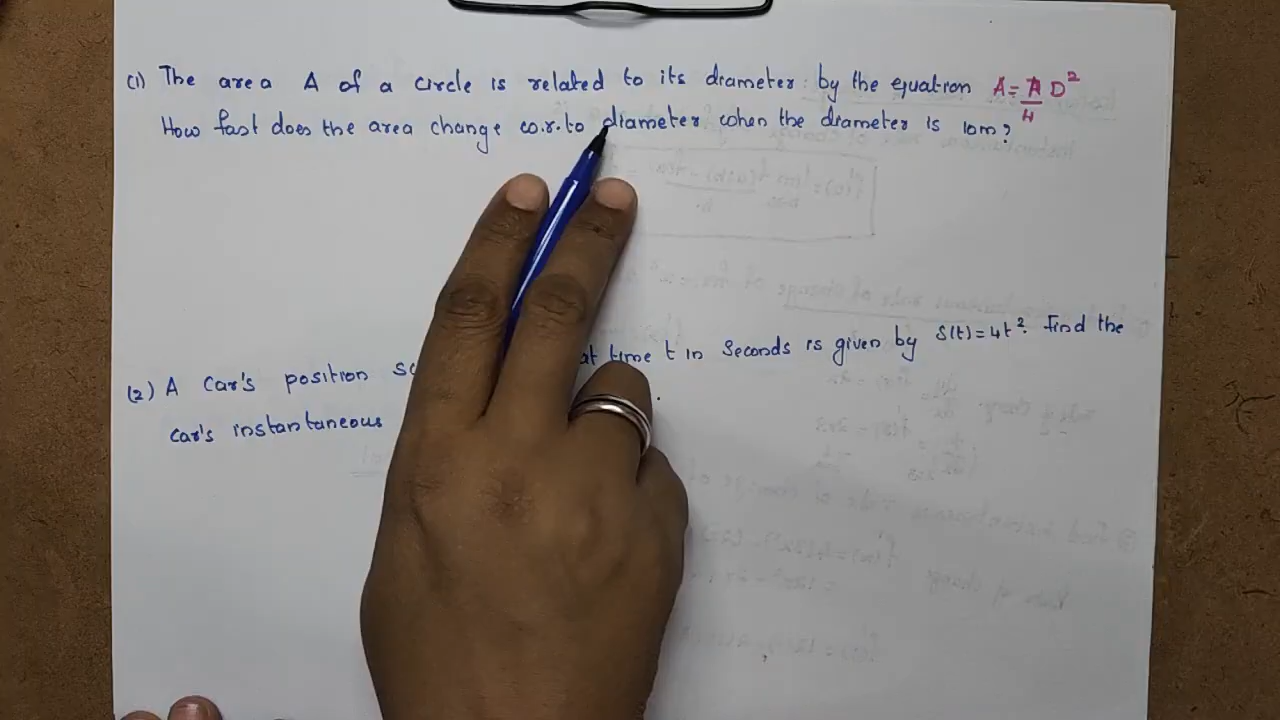 (1) The area A of a circle is related to its diameter by the equation A = π/4 D²
How fast does the area change w.r.to diameter when the diameter is 10m?
(2) A car's position at time t in seconds is given by s(t)=4t². Find the
car's instantaneous